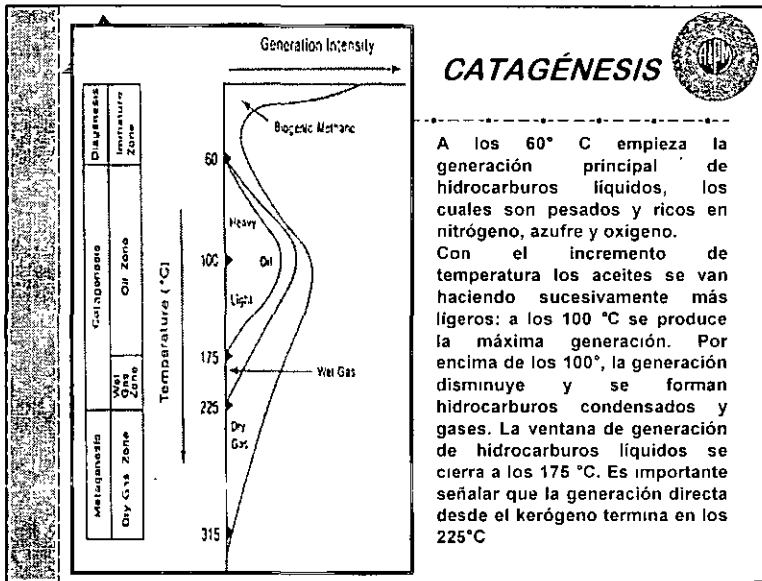 Generation Intensity
Biogenic Methane
Diagenesis
Immature
Zone
Catagenesis
Oil Zone
Wet
Gas
Zone
Metagenesis
Dry Gas Zone
Temperature (°C)
60
100
175
225
315
Heavy
Oil
Light
Wet Gas
Dry
Gas
CATAGÉNESIS
A los 60° C empieza la
generación principal de
hidrocarburos líquidos, los
cuales son pesados y ricos en
nitrógeno, azufre y oxigeno.
Con el incremento de
temperatura los aceites se van
haciendo sucesivamente más
lígeros: a los 100 °C se produce
la máxima generación. Por
encima de los 100°, la generación
disminuye y se forman
hidrocarburos condensados y
gases. La ventana de generación
de hidrocarburos líquidos se
cierra a los 175 °C. Es importante
señalar que la generación directa
desde el kerógeno termina en los
225°C